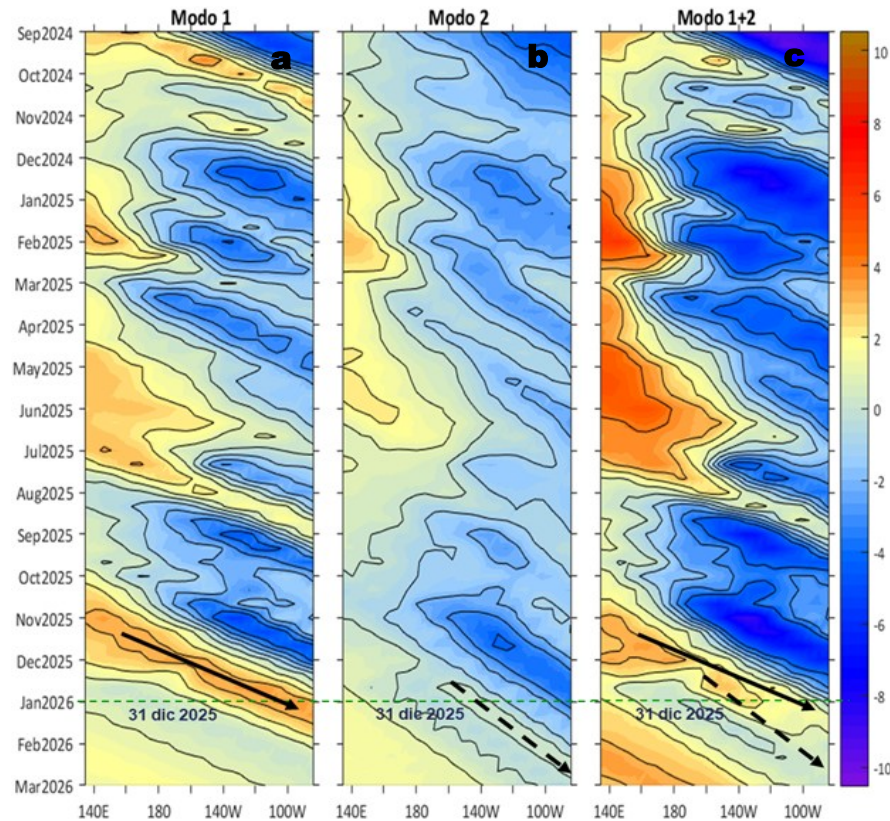 Modo 1
Modo 2
Modo 1+2
a
b
c
Sep2024
Oct2024
Nov2024
Dec2024
Jan2025
Feb2025
Mar2025
Apr2025
May2025
Jun2025
Jul2025
Aug2025
Sep2025
Oct2025
Nov2025
Dec2025
Jan2026
Feb2026
Mar2026
31 dic 2025
31 dic 2025
31 dic 2025
140E 180 140W 100W
140E 180 140W 100W
140E 180 140W 100W
10
8
6
4
2
0
-2
-4
-6
-8
-10